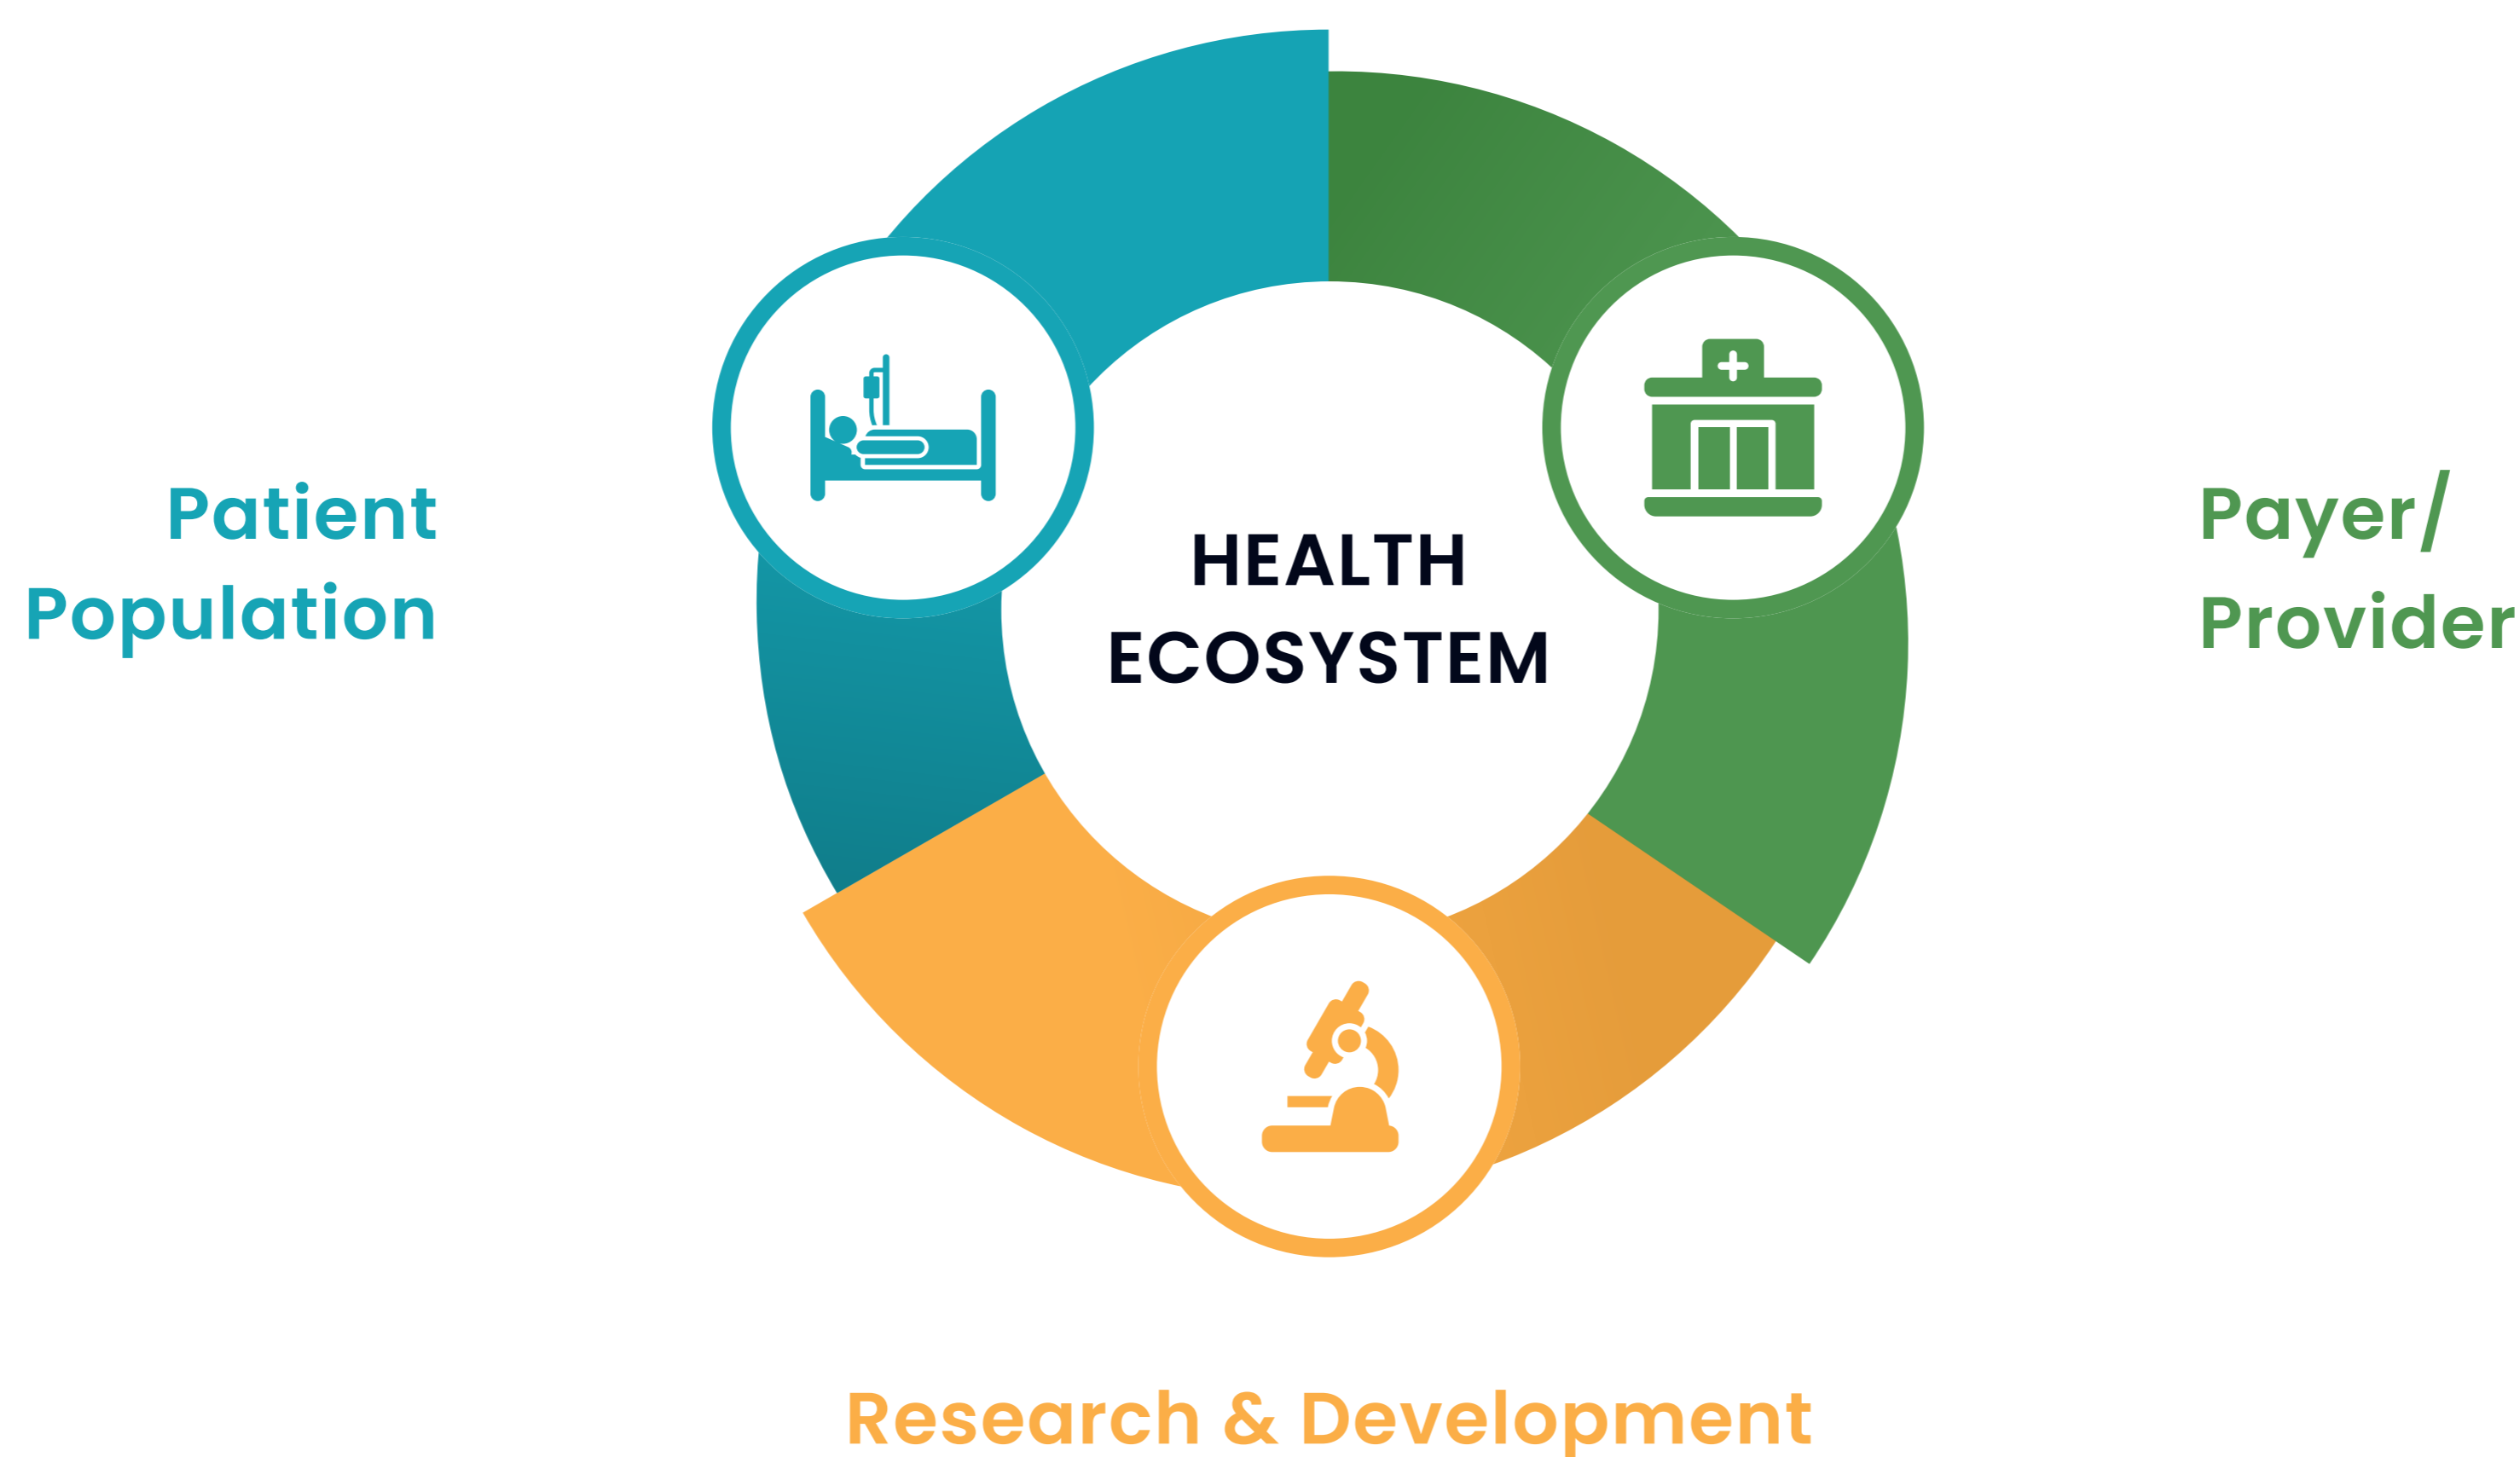 Patient
Population
HEALTH
ECOSYSTEM
Payer/
Provider
Research & Development